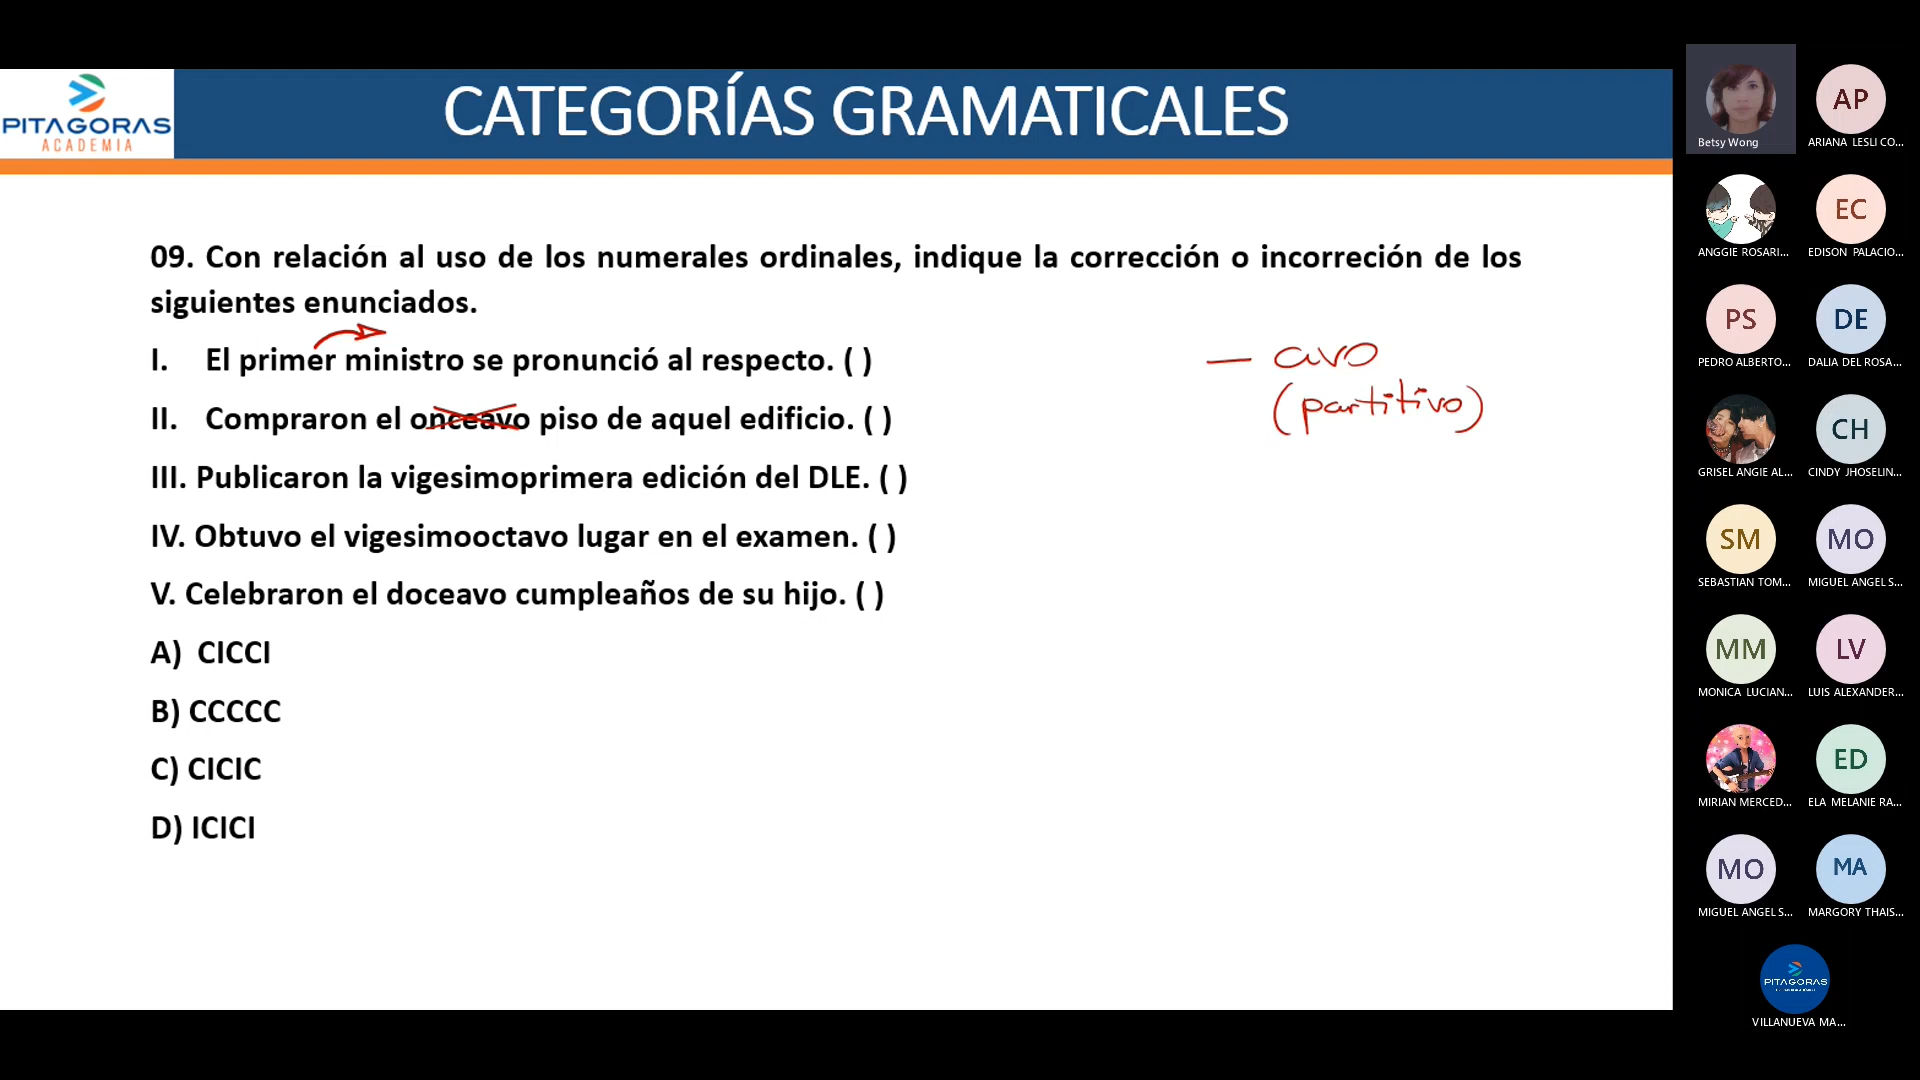 PITAGORAS
ACADEMIA
CATEGORÍAS GRAMATICALES
09. Con relación al uso de los numerales ordinales, indique la corrección o incorreción de los
siguientes enunciados.
I. El primer ministro se pronunció al respecto. ( )
II. Compraron el onceavo piso de aquel edificio. ( )
III. Publicaron la vigesimoprimera edición del DLE. ( )
IV. Obtuvo el vigesimooctavo lugar en el examen. ( )
V. Celebraron el doceavo cumpleaños de su hijo. ( )
A) CICCI
B) CCCCC
C) CICIC
D) ICICI
— avo
(partitivo)
Betsy Wong
AP
ARIANA LESLI CO...
ANGGIE ROSARI...
EC
EDISON PALACIO...
PS
PEDRO ALBERTO...
DE
DALIA DEL ROSA...
GRISEL ANGIE AL...
CH
CINDY JHOSELIN...
SM
SEBASTIAN TOM...
MO
MIGUEL ANGEL S...
MM
MONICA LUCIAN...
LV
LUIS ALEXANDER...
MIRIAN MERCED...
ED
ELA MELANIE RA...
MO
MIGUEL ANGEL S...
MA
MARGORY THAIS...
PITAGORAS
VILLANUEVA MA...